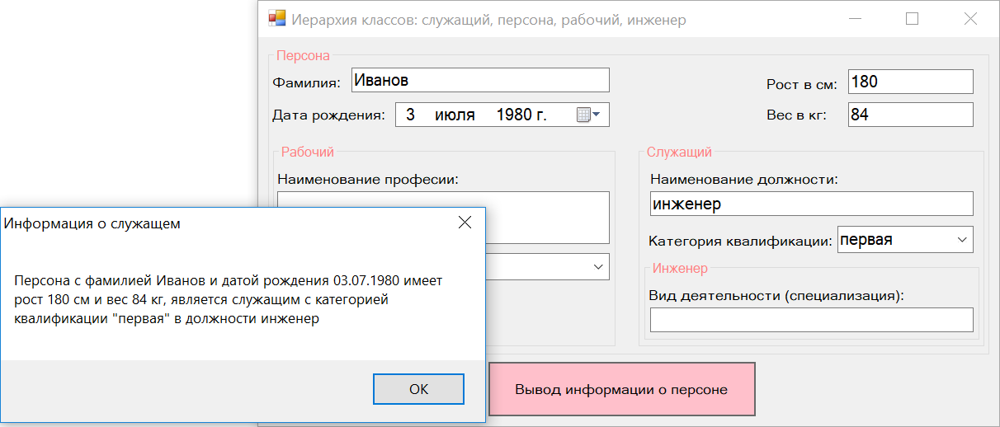 Иерархия классов: служащий, персона, рабочий, инженер
Персона
Фамилия: Иванов
Рост в см: 180
Дата рождения: 3 июля 1980 г.
Вес в кг: 84
Рабочий
Наименование професии:
Служащий
Наименование должности:
инженер
Категория квалификации: первая
Инженер
Вид деятельности (специализация):
Информация о служащем
Персона с фамилией Иванов и датой рождения 03.07.1980 имеет
рост 180 см и вес 84 кг, является служащим с категорией
квалификации "первая" в должности инженер
OK
Вывод информации о персоне